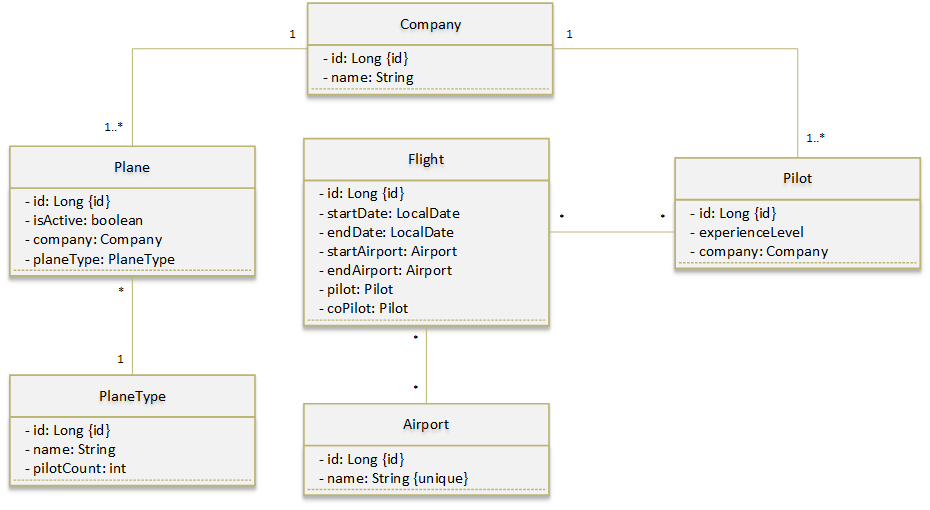 Company
- id: Long {id}
- name: String
1
1
1..*
1..*
Plane
- id: Long {id}
- isActive: boolean
- company: Company
- planeType: PlaneType
Flight
- id: Long {id}
- startDate: LocalDate
- endDate: LocalDate
- startAirport: Airport
- endAirport: Airport
- pilot: Pilot
- coPilot: Pilot
*
*
Pilot
- id: Long {id}
- experienceLevel
- company: Company
*
1
*
*
PlaneType
- id: Long {id}
- name: String
- pilotCount: int
Airport
- id: Long {id}
- name: String {unique}